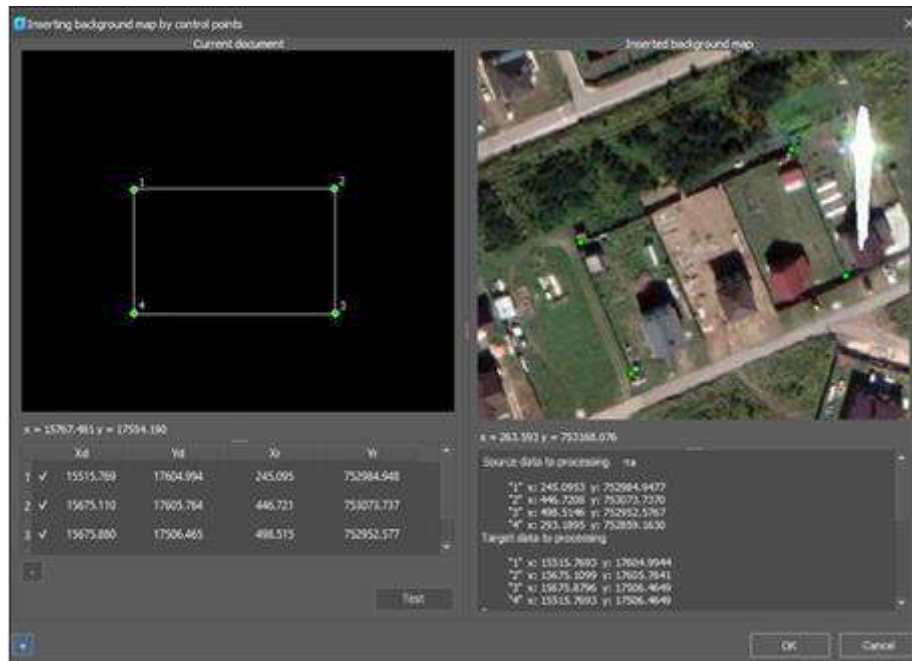 Inserting background map by control points
Current document
Inserted background map
1
2
4
3
x = 15767.481 y = 17554.190
x = 263.393 y = 753168.076
Xd Yd Xr Yr
1 ✓ 15515.769 17604.994 245.095 752984.948
2 ✓ 15675.110 17605.764 446.721 753073.737
3 ✓ 15675.880 17506.465 498.515 752952.577
-
Test
Source data to processing
"1" x: 245.0953 y: 752984.9477
"2" x: 446.7208 y: 753073.7370
"3" x: 498.5146 y: 752952.5767
"4" x: 293.1895 y: 752859.1630
Target data to processing
"1" x: 15515.7693 y: 17604.9944
"2" x: 15675.1099 y: 17605.7641
"3" x: 15675.8796 y: 17506.4649
"4" x: 15515.7693 y: 17506.4649
OK
Cancel